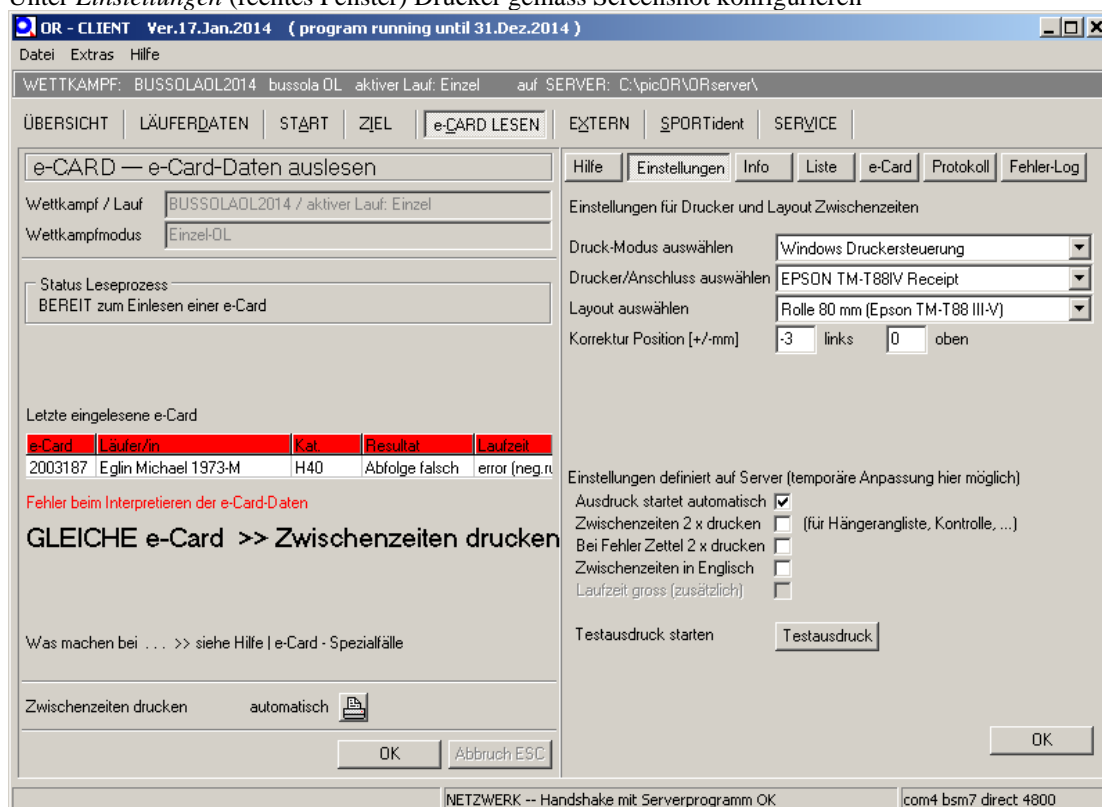 Unter Einstellungen (rechtes Fenster) Drucker gemäss Screenshot konfigurieren
OR - CLIENT Ver.17.Jan.2014 ( program running until 31.Dez.2014 )
Datei Extras Hilfe
WETTKAMPF: BUSSOLAOL2014 bussola OL aktiver Lauf: Einzel auf SERVER: C:\picOR\ORserver\
ÜBERSICHT LÄUFERDATEN START ZIEL e-CARD LESEN EXTERN SPORTident SERVICE
e-CARD — e-Card-Daten auslesen
Wettkampf / Lauf BUSSOLAOL2014 / aktiver Lauf: Einzel
Wettkampfmodus Einzel-OL
Status Leseprozess
BEREIT zum Einlesen einer e-Card
Letzte eingelesene e-Card
e-Card Läufer/in Kat. Resultat Laufzeit
2003187 Eglin Michael 1973-M H40 Abfolge falsch error (neg.ru
Fehler beim Interpretieren der e-Card-Daten
GLEICHE e-Card >> Zwischenzeiten drucken
Was machen bei . . . >> siehe Hilfe | e-Card - Spezialfälle
Zwischenzeiten drucken automatisch
OK Abbruch ESC
Hilfe Einstellungen Info Liste e-Card Protokoll Fehler-Log
Einstellungen für Drucker und Layout Zwischenzeiten
Druck-Modus auswählen Windows Druckersteuerung
Drucker/Anschluss auswählen EPSON TM-T88IV Receipt
Layout auswählen Rolle 80 mm (Epson TM-T88 III-V)
Korrektur Position [+/-mm] -3 links 0 oben
Einstellungen definiert auf Server (temporäre Anpassung hier möglich)
Ausdruck startet automatisch
Zwischenzeiten 2 x drucken (für Hängerangliste, Kontrolle, ...)
Bei Fehler Zettel 2 x drucken
Zwischenzeiten in Englisch
Laufzeit gross (zusätzlich)
Testausdruck starten Testausdruck
OK
NETZWERK -- Handshake mit Serverprogramm OK com4 bsm7 direct 4800